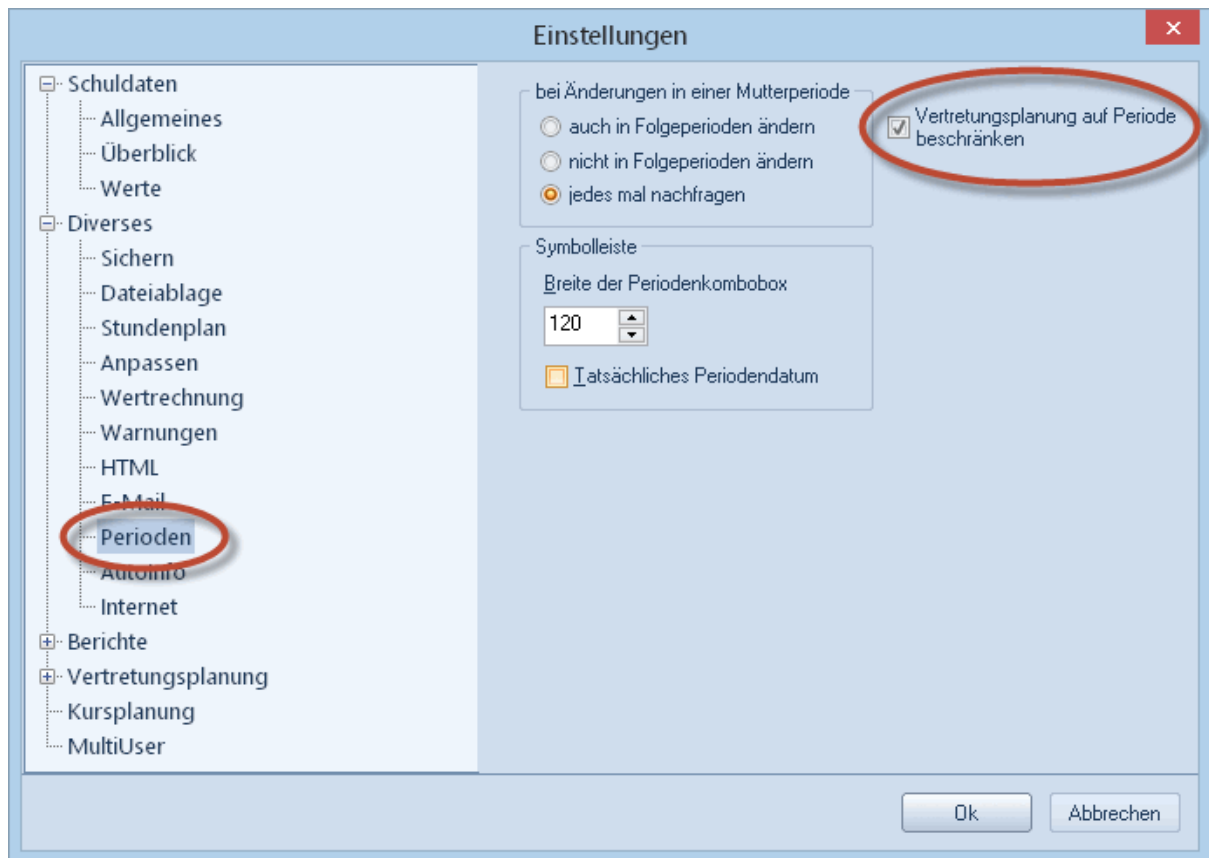 Einstellungen
Schuldaten
Allgemeines
Überblick
Werte
Diverses
Sichern
Dateiablage
Stundenplan
Anpassen
Wertrechnung
Warnungen
HTML
E-Mail
Perioden
AutoInfo
Internet
Berichte
Vertretungsplanung
Kursplanung
MultiUser
bei Änderungen in einer Mutterperiode
auch in Folgeperioden ändern
nicht in Folgeperioden ändern
jedes mal nachfragen
Symbolleiste
Breite der Periodenkombobox
120
Tatsächliches Periodendatum
Vertretungsplanung auf Periode
beschränken
Ok
Abbrechen